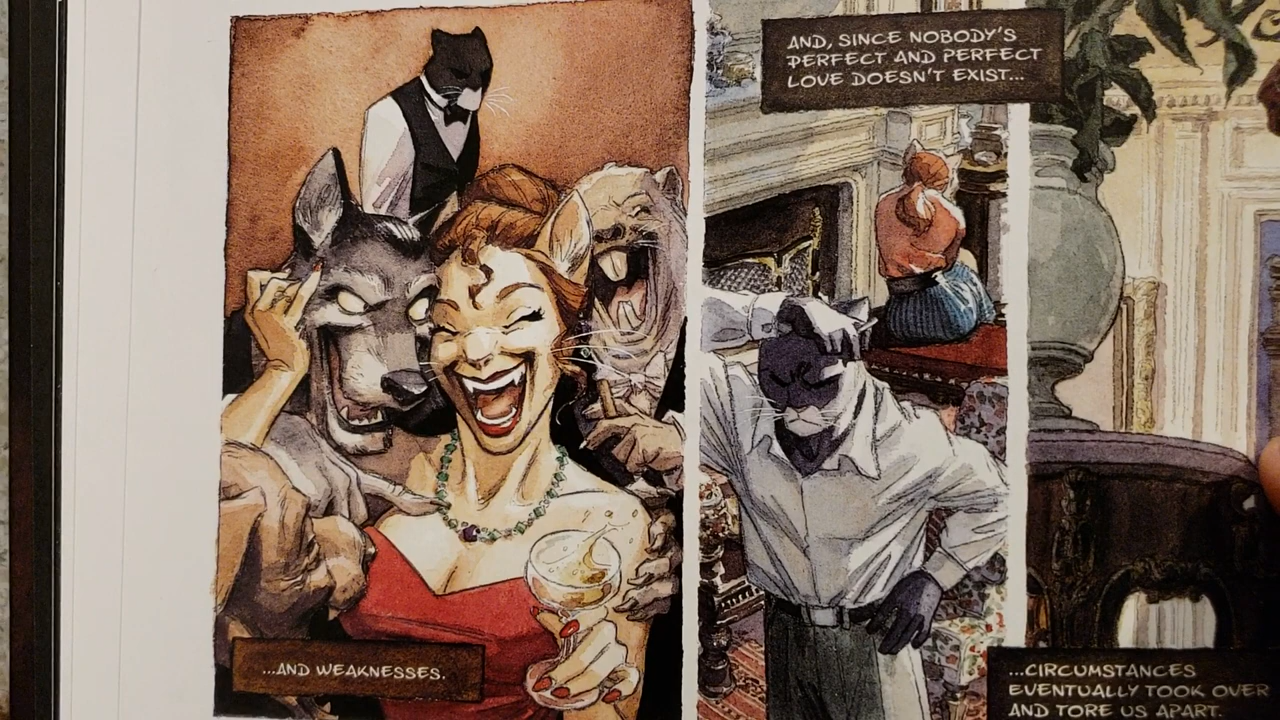 ...AND WEAKNESSES.
AND, SINCE NOBODY'S
PERFECT AND PERFECT
LOVE DOESN'T EXIST...
...CIRCUMSTANCES
EVENTUALLY TOOK OVER
AND TORE US APART.